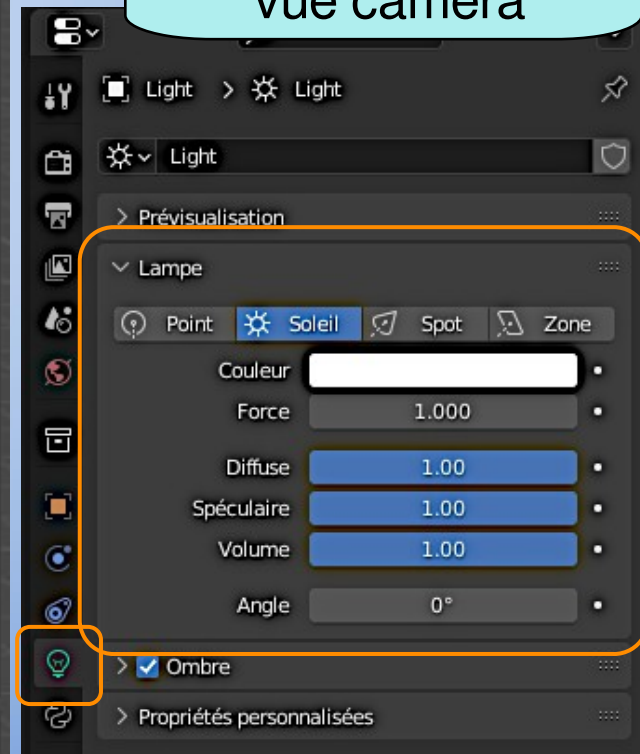 vue caméra
Light > Light
Light
> Prévisualisation
Lampe
Point Soleil Spot Zone
Couleur
Force 1.000
Diffuse 1.00
Spéculaire 1.00
Volume 1.00
Angle 0°
> Ombre
> Propriétés personnalisées